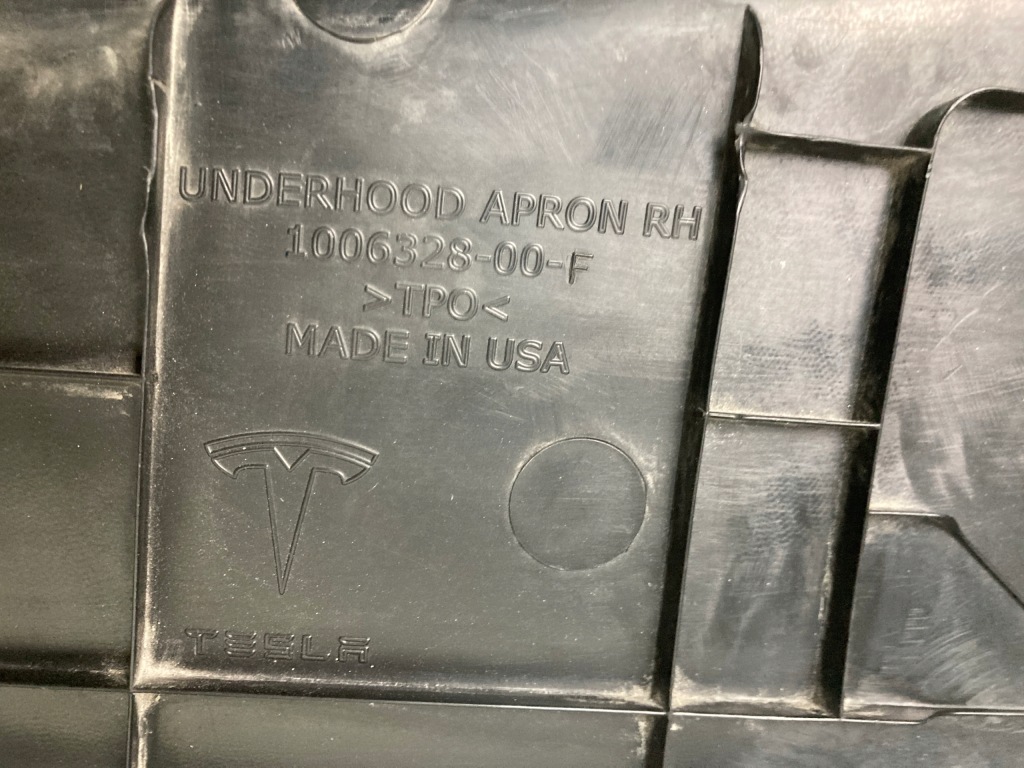 UNDERHOOD APRON RH
1006328-00-F
>TPO<
MADE IN USA
TESLA